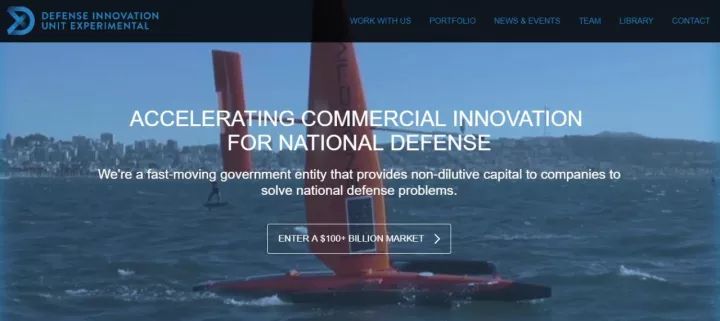 DEFENSE INNOVATION
UNIT EXPERIMENTAL
WORK WITH US
PORTFOLIO
NEWS & EVENTS
TEAM
LIBRARY
CONTACT
ACCELERATING COMMERCIAL INNOVATION
FOR NATIONAL DEFENSE
We're a fast-moving government entity that provides non-dilutive capital to companies to
solve national defense problems.
ENTER A $100+ BILLION MARKET